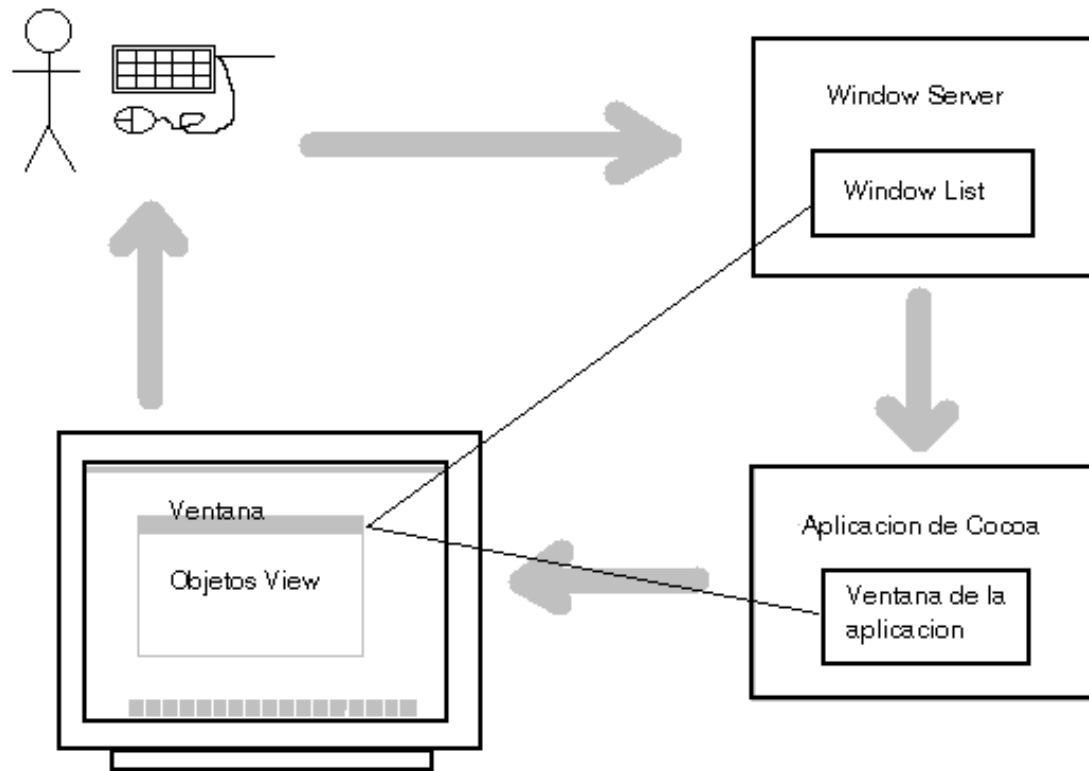 Window Server
Window List
Ventana
Objetos View
Aplicacion de Cocoa
Ventana de la
aplicacion